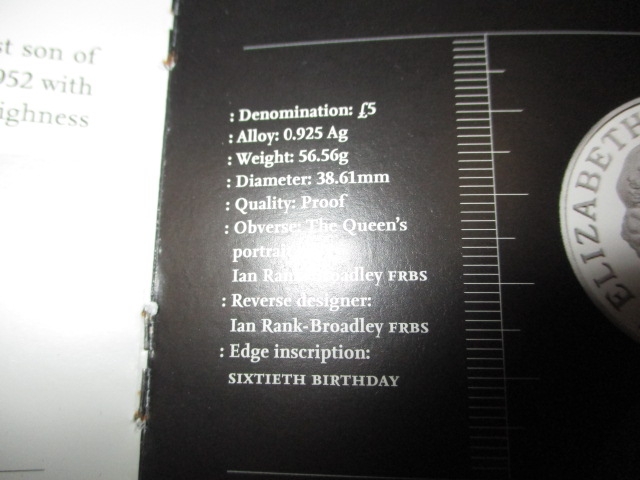 st son of
952 with
ighness
: Denomination: £5
: Alloy: 0.925 Ag
: Weight: 56.56g
: Diameter: 38.61mm
: Quality: Proof
: Obverse: The Queen's
Ian Rank-Broadley FRBS
: Reverse designer:
Ian Rank-Broadley FRBS
: Edge inscription:
SIXTIETH BIRTHDAY
ELIZABETH